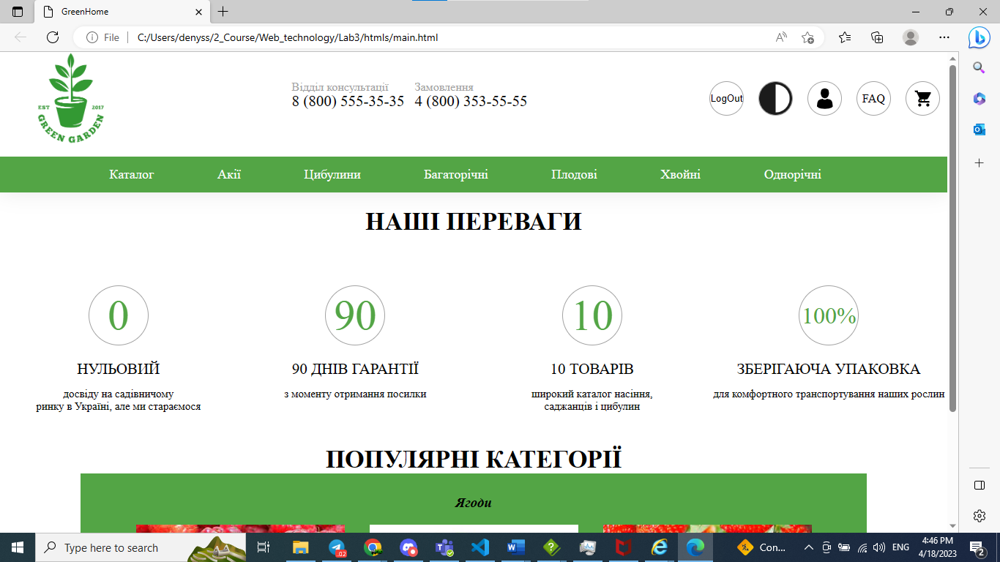 GreenHome
File
C:/Users/denyss/2_Course/Web_technology/Lab3/htmls/main.html
EST 2017
GREEN GARDEN
Відділ консультації Замовлення
8 (800) 555-35-35 4 (800) 353-55-55
LogOut FAQ
Каталог Акії Цибулини Багаторічні Плодові Хвойні Однорічні
НАШІ ПЕРЕВАГИ
0 90 10 100%
НУЛЬОВИЙ 90 ДНІВ ГАРАНТІЇ 10 ТОВАРІВ ЗБЕРІГАЮЧА УПАКОВКА
досвіду на садівничому з моменту отримання посилки широкий каталог насіння, для комфортного транспортування наших рослин
ринку в Україні, але ми стараємося саджанців і цибулин
ПОПУЛЯРНІ КАТЕГОРІЇ
Ягоди
Type here to search
.02
Con...
ENG
4:46 PM
4/18/2023
2